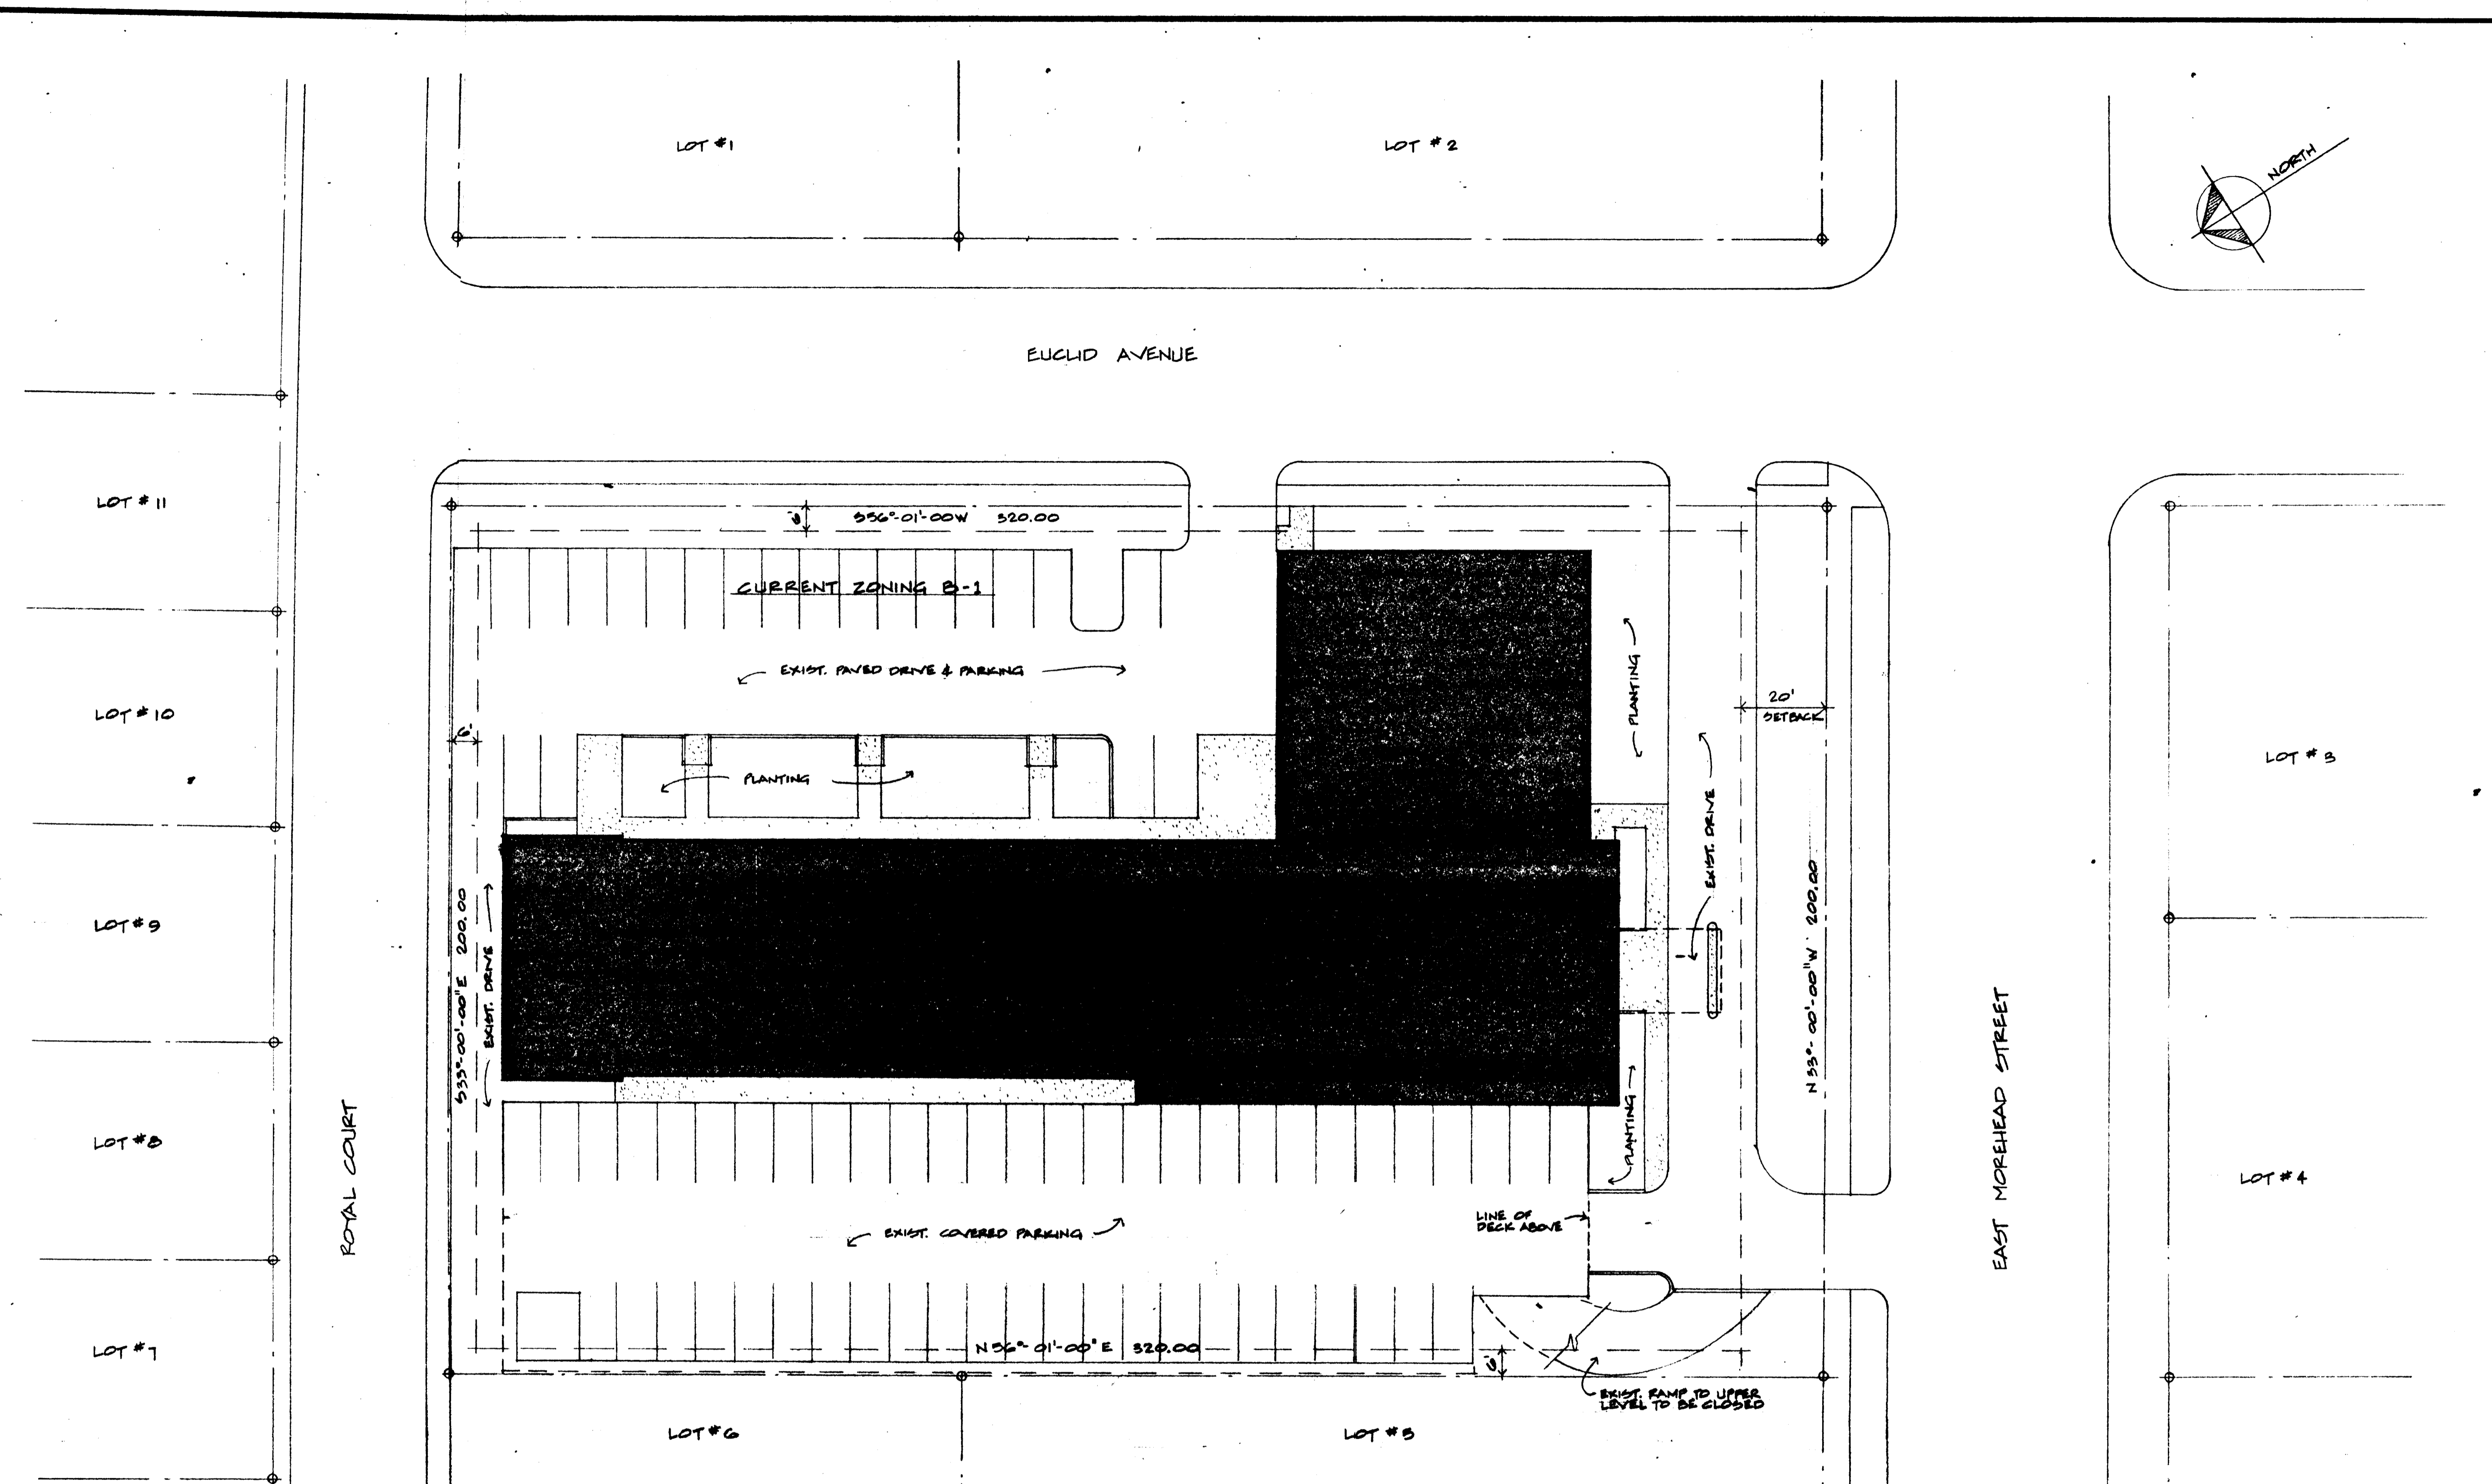 LOT #1
LOT # 2
NORTH
EUCLID AVENUE
LOT # 11
6'
S56°-01'-00W 320.00
CURRENT ZONING B-1
EXIST. PAVED DRIVE & PARKING
PLANTING
20'
SETBACK
LOT # 10
6'
LOT # 3
PLANTING
EXIST. DRIVE
LOT #9
S33°-00'-00"E 200.00
EXIST. DRIVE
N 33°-00'-00"W 200.00
EAST MOREHEAD STREET
LOT #8
ROYAL COURT
PLANTING
LOT #4
LINE OF
DECK ABOVE
EXIST. COVERED PARKING
LOT #7
N 56°-01'-00"E 320.00
6'
EXIST. RAMP TO UPPER
LEVEL TO BE CLOSED
LOT #6
LOT #5